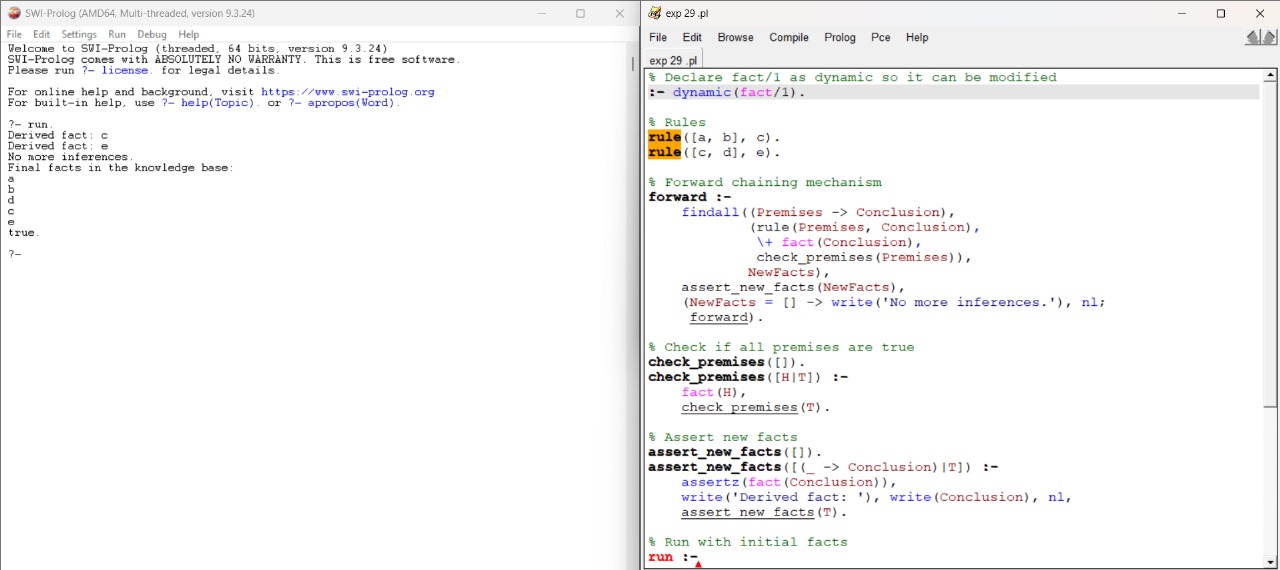 SWI-Prolog (AMD64, Multi-threaded, version 9.3.24)
File Edit Settings Run Debug Help
Welcome to SWI-Prolog (threaded, 64 bits, version 9.3.24)
SWI-Prolog comes with ABSOLUTELY NO WARRANTY. This is free software.
Please run ?- license. for legal details.

For online help and background, visit https://www.swi-prolog.org
For built-in help, use ?- help(Topic). or ?- apropos(Word).

?- run.
Derived fact: c
Derived fact: e
No more inferences.
Final facts in the knowledge base:
a
b
d
c
e
true.

?-
exp 29 .pl
File Edit Browse Compile Prolog Pce Help
exp 29 .pl
% Declare fact/1 as dynamic so it can be modified
:- dynamic(fact/1).

% Rules
rule([a, b], c).
rule([c, d], e).

% Forward chaining mechanism
forward :-
    findall((Premises -> Conclusion),
            (rule(Premises, Conclusion),
             \+ fact(Conclusion),
             check_premises(Premises)),
            NewFacts),
    assert_new_facts(NewFacts),
    (NewFacts = [] -> write('No more inferences.'), nl;
     forward).

% Check if all premises are true
check_premises([]).
check_premises([H|T]) :-
    fact(H),
    check_premises(T).

% Assert new facts
assert_new_facts([]).
assert_new_facts([(_ -> Conclusion)|T]) :-
    assertz(fact(Conclusion)),
    write('Derived fact: '), write(Conclusion), nl,
    assert_new_facts(T).

% Run with initial facts
run :-